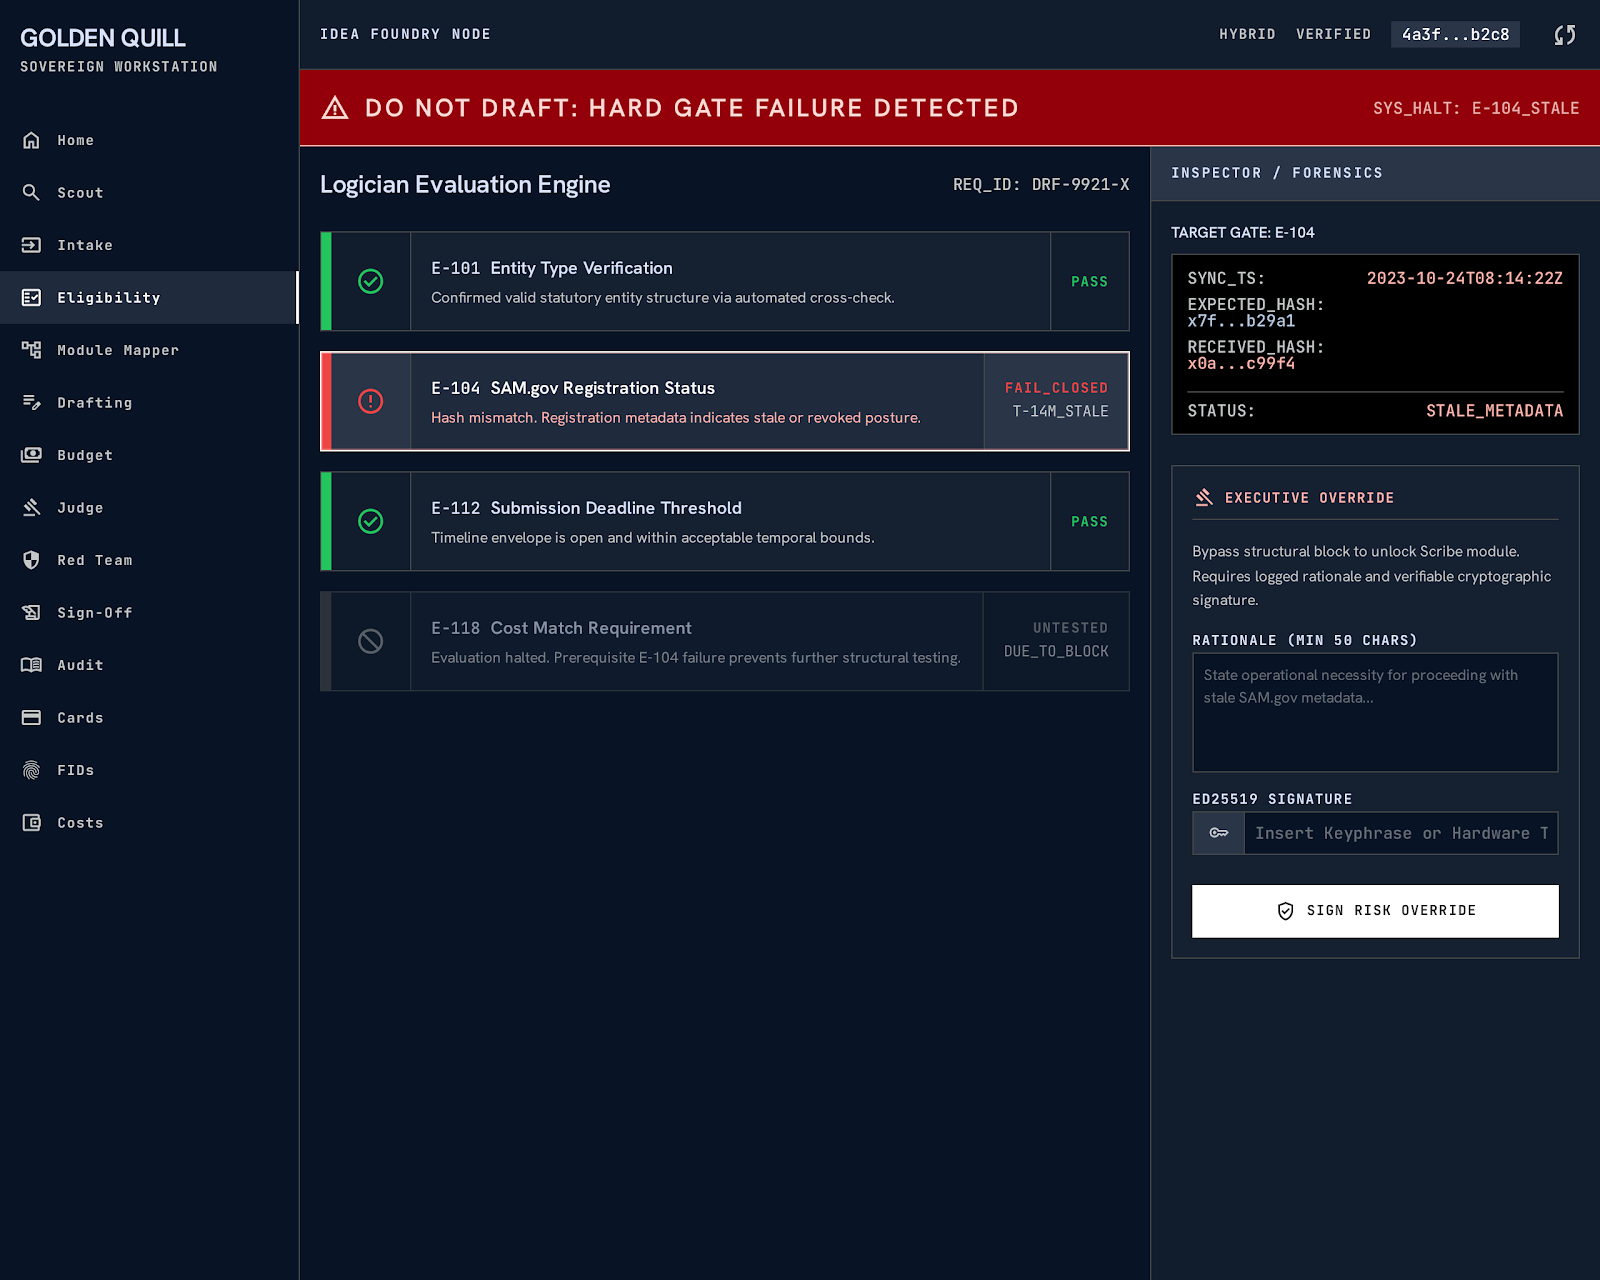 GOLDEN QUILL
SOVEREIGN WORKSTATION
Home
Scout
Intake
Eligibility
Module Mapper
Drafting
Budget
Judge
Red Team
Sign-Off
Audit
Cards
FIDs
Costs
IDEA FOUNDRY NODE
HYBRID VERIFIED 4a3f...b2c8
DO NOT DRAFT: HARD GATE FAILURE DETECTED
SYS_HALT: E-104_STALE
Logician Evaluation Engine
REQ_ID: DRF-9921-X
E-101 Entity Type Verification
Confirmed valid statutory entity structure via automated cross-check.
PASS
E-104 SAM.gov Registration Status
Hash mismatch. Registration metadata indicates stale or revoked posture.
FAIL_CLOSED
T-14M_STALE
E-112 Submission Deadline Threshold
Timeline envelope is open and within acceptable temporal bounds.
PASS
E-118 Cost Match Requirement
Evaluation halted. Prerequisite E-104 failure prevents further structural testing.
UNTESTED
DUE_TO_BLOCK
INSPECTOR / FORENSICS
TARGET GATE: E-104
SYNC_TS: 2023-10-24T08:14:22Z
EXPECTED_HASH:
x7f...b29a1
RECEIVED_HASH:
x0a...c99f4
STATUS: STALE_METADATA
EXECUTIVE OVERRIDE
Bypass structural block to unlock Scribe module.
Requires logged rationale and verifiable cryptographic
signature.
RATIONALE (MIN 50 CHARS)
State operational necessity for proceeding with
stale SAM.gov metadata...
ED25519 SIGNATURE
Insert Keyphrase or Hardware T
SIGN RISK OVERRIDE